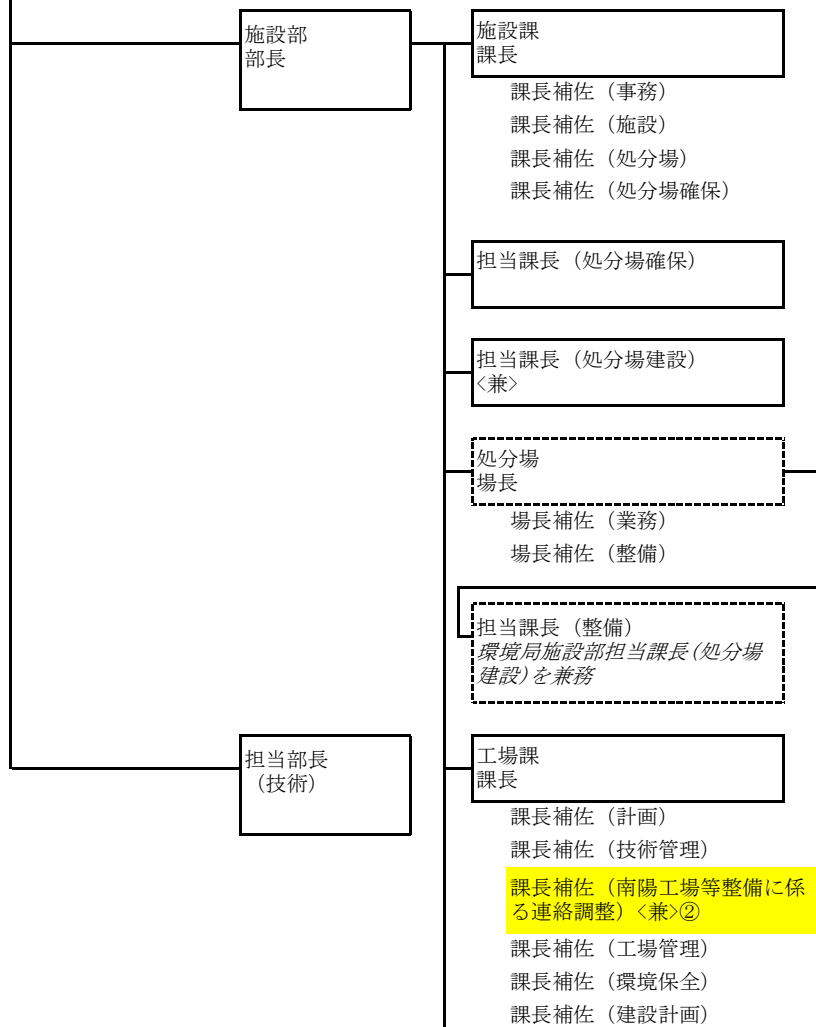 施設部
部長
施設課
課長
課長補佐（事務）
課長補佐（施設）
課長補佐（処分場）
課長補佐（処分場確保）
担当課長（処分場確保）
担当課長（処分場建設）
<兼>
処分場
場長
場長補佐（業務）
場長補佐（整備）
担当課長（整備）
環境局施設部担当課長(処分場
建設)を兼務
担当部長
（技術）
工場課
課長
課長補佐（計画）
課長補佐（技術管理）
課長補佐（南陽工場等整備に係
る連絡調整）<兼>②
課長補佐（工場管理）
課長補佐（環境保全）
課長補佐（建設計画）